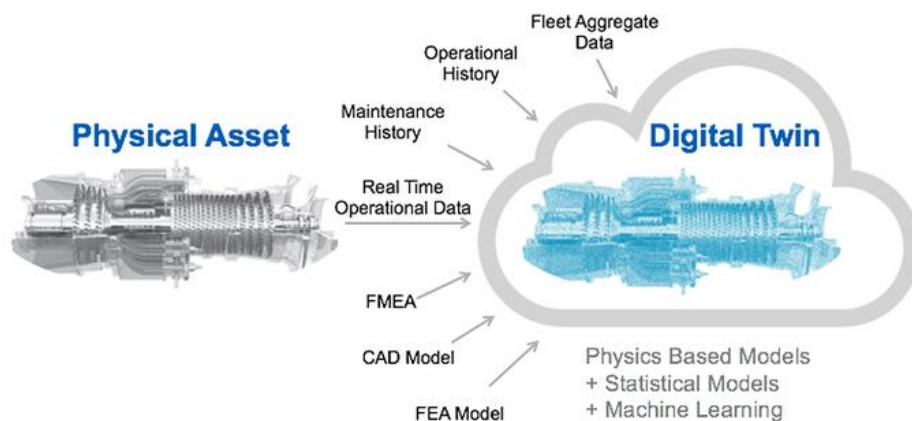 Fleet Aggregate
Data
Operational
History
Maintenance
History
Physical Asset
Digital Twin
Real Time
Operational Data
FMEA
CAD Model
FEA Model
Physics Based Models
+ Statistical Models
+ Machine Learning